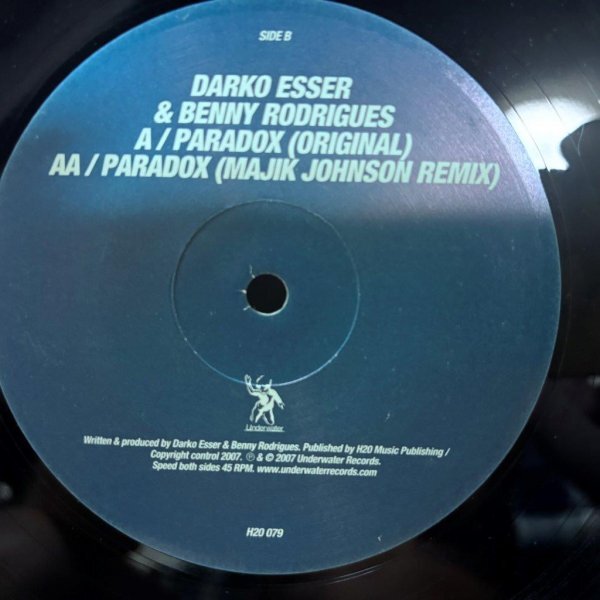 SIDE B
DARKO ESSER
& BENNY RODRIGUES
A / PARADOX (ORIGINAL)
AA / PARADOX (MAJIK JOHNSON REMIX)
Underwater
Written & produced by Darko Esser & Benny Rodrigues. Published by H20 Music Publishing /
Copyright control 2007. ℗ & © 2007 Underwater Records.
Speed both sides 45 RPM. www.underwaterrecords.com
H20 079